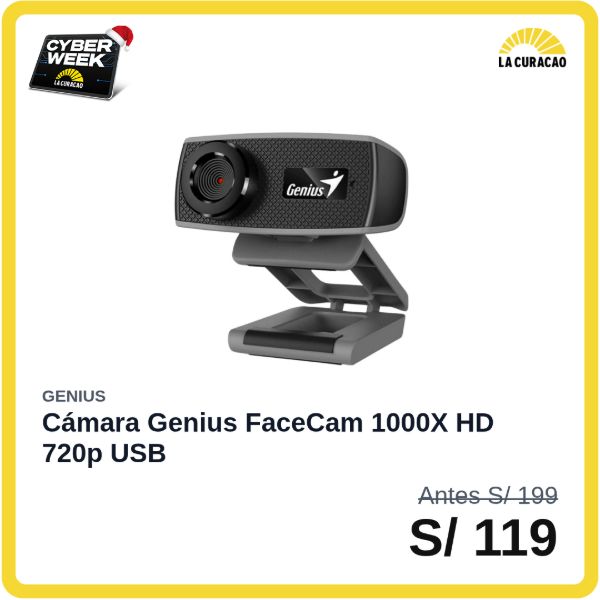 CYBER
WEEK
LA CURACAO
LA CURACAO
Genius
GENIUS
Cámara Genius FaceCam 1000X HD
720p USB
Antes S/ 199
S/ 119